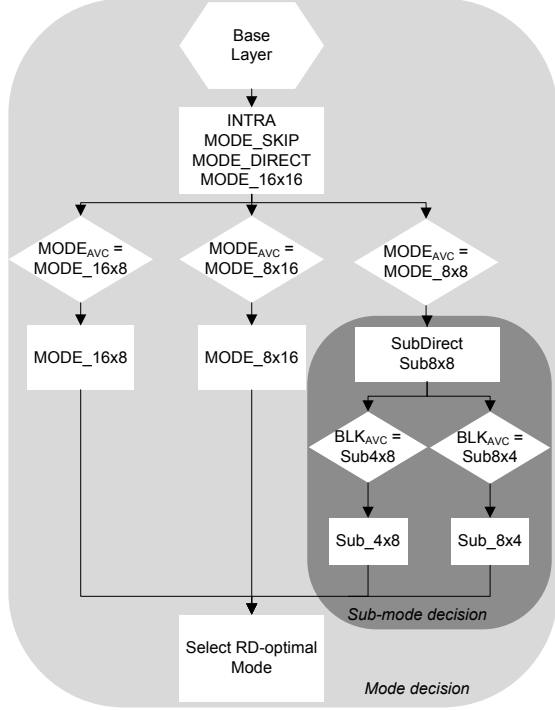 Base
Layer
INTRA
MODE_SKIP
MODE_DIRECT
MODE_16x16
MODEAVC =
MODE_16x8
MODEAVC =
MODE_8x16
MODEAVC =
MODE_8x8
MODE_16x8
MODE_8x16
SubDirect
Sub8x8
BLKAVC =
Sub4x8
BLKAVC =
Sub8x4
Sub_4x8
Sub_8x4
Sub-mode decision
Select RD-optimal
Mode
Mode decision